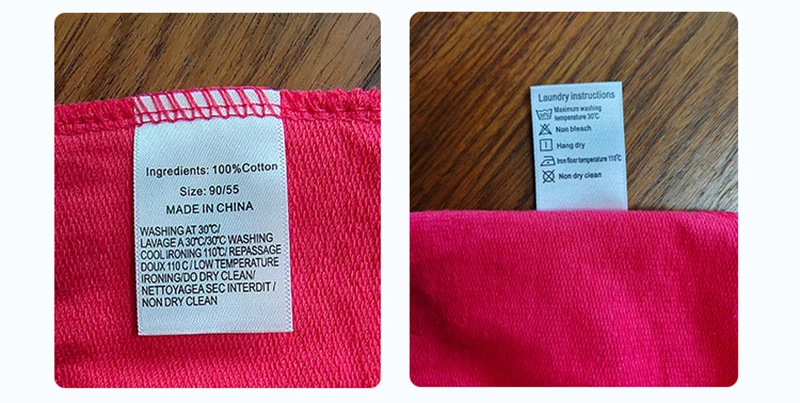 Ingredients: 100%Cotton
Size: 90/55
MADE IN CHINA
WASHING AT 30℃/
LAVAGE A 30℃/30℃ WASHING
COOL IRONING 110℃/ REPASSAGE
DOUX 110 C / LOW TEMPERATURE
IRONING/DO DRY CLEAN/
NETTOYAGEA SEC INTERDIT /
NON DRY CLEAN
Laundry instructions
Maximum washing
temperature 30℃
Non bleach
Hang dry
Iron floor temperature 110℃
Non dry clean